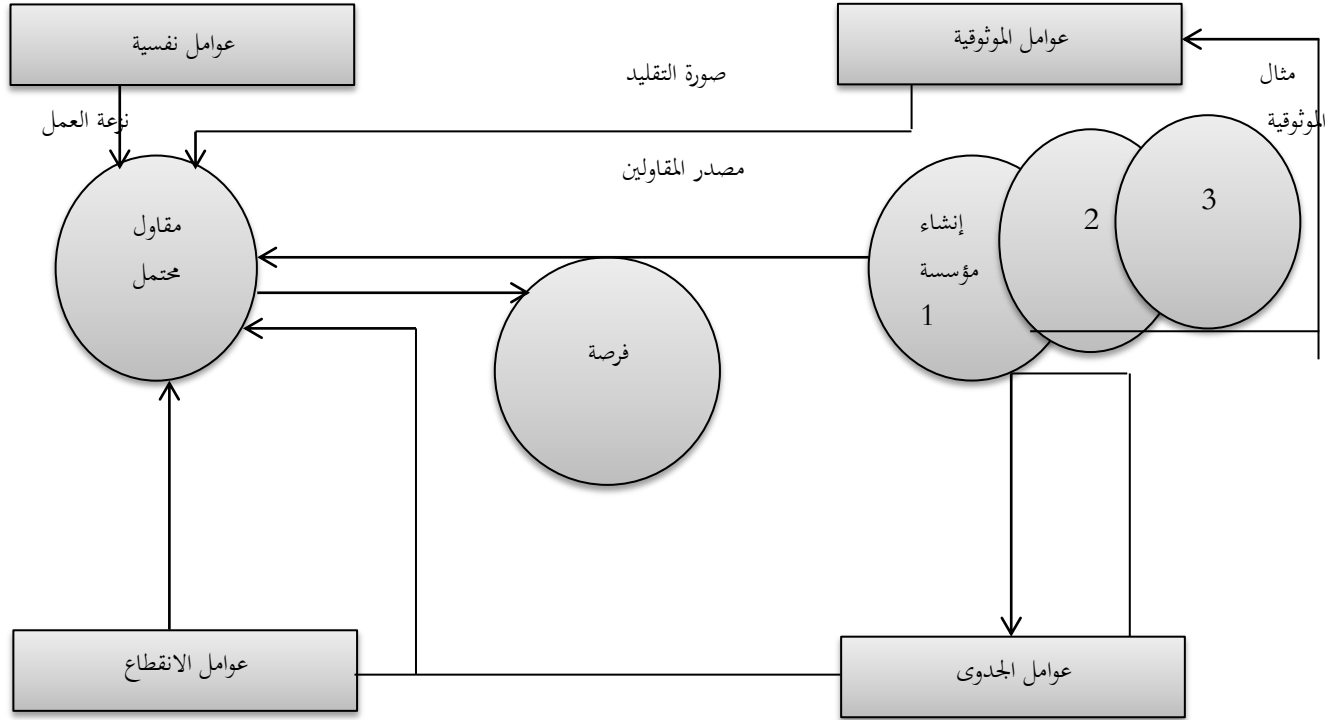 عوامل الموثوقية
عوامل نفسية
مثال
الموثوقية
صورة التقليد
نزعة العمل
مصدر المقاولين
3
2
إنشاء
مؤسسة
1
مقاول
محتمل
فرصة
عوامل الجدوى
عوامل الانقطاع